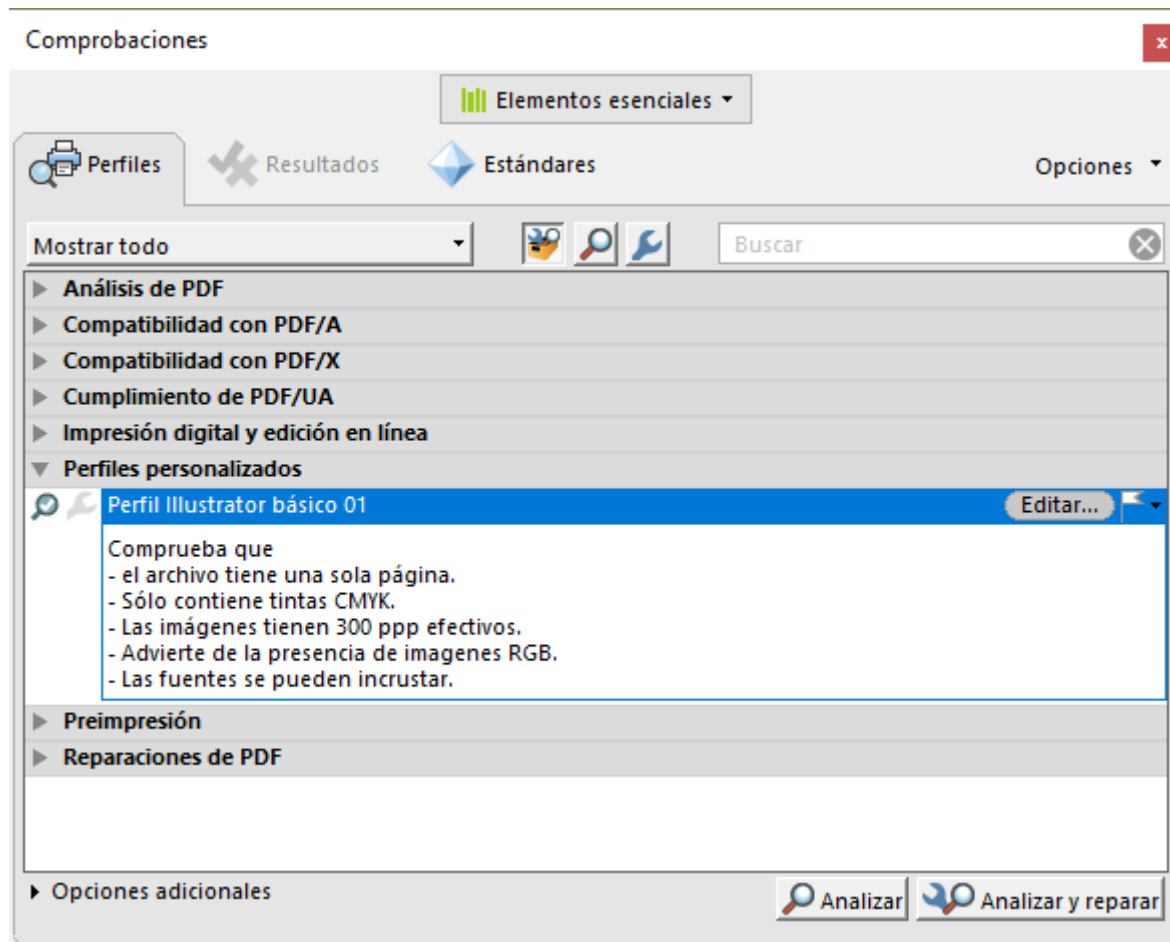 Comprobaciones
x
Elementos esenciales
Perfiles Resultados Estándares Opciones
Mostrar todo Buscar
Análisis de PDF
Compatibilidad con PDF/A
Compatibilidad con PDF/X
Cumplimiento de PDF/UA
Impresión digital y edición en línea
Perfiles personalizados
Perfil Illustrator básico 01 Editar...
Comprueba que
- el archivo tiene una sola página.
- Sólo contiene tintas CMYK.
- Las imágenes tienen 300 ppp efectivos.
- Advierte de la presencia de imagenes RGB.
- Las fuentes se pueden incrustar.
Preimpresión
Reparaciones de PDF
Opciones adicionales Analizar Analizar y reparar